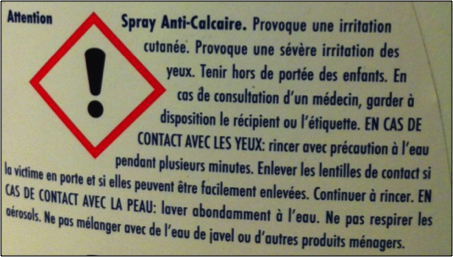 Attention
Spray Anti-Calcaire. Provoque une irritation
cutanée. Provoque une sévère irritation des
yeux. Tenir hors de portée des enfants. En
cas de consultation d'un médecin, garder à
disposition le récipient ou l'étiquette. EN CAS DE
CONTACT AVEC LES YEUX: rincer avec précaution à l'eau
pendant plusieurs minutes. Enlever les lentilles de contact si
la victime en porte et si elles peuvent être facilement enlevées. Continuer à rincer. EN
CAS DE CONTACT AVEC LA PEAU: laver abondamment à l'eau. Ne pas respirer les
aérosols. Ne pas mélanger avec de l'eau de javel ou d'autres produits ménagers.